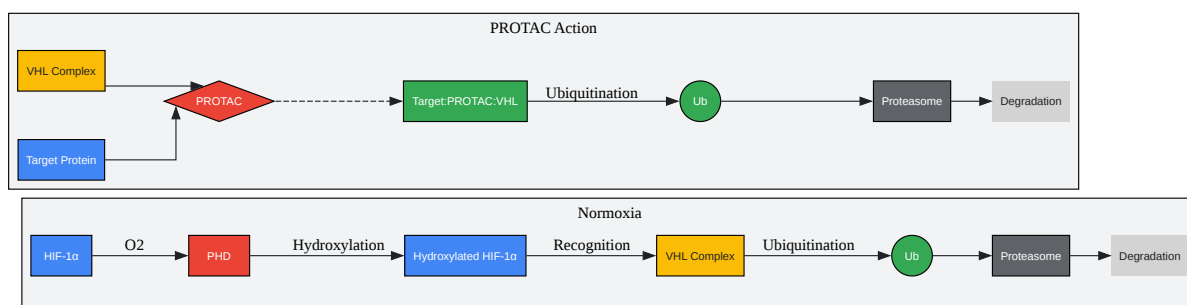 PROTAC Action
VHL Complex
Target Protein
PROTAC
Target:PROTAC:VHL
Ubiquitination
Ub
Proteasome
Degradation
Normoxia
HIF-1α
O2
PHD
Hydroxylation
Hydroxylated HIF-1α
Recognition
VHL Complex
Ubiquitination
Ub
Proteasome
Degradation